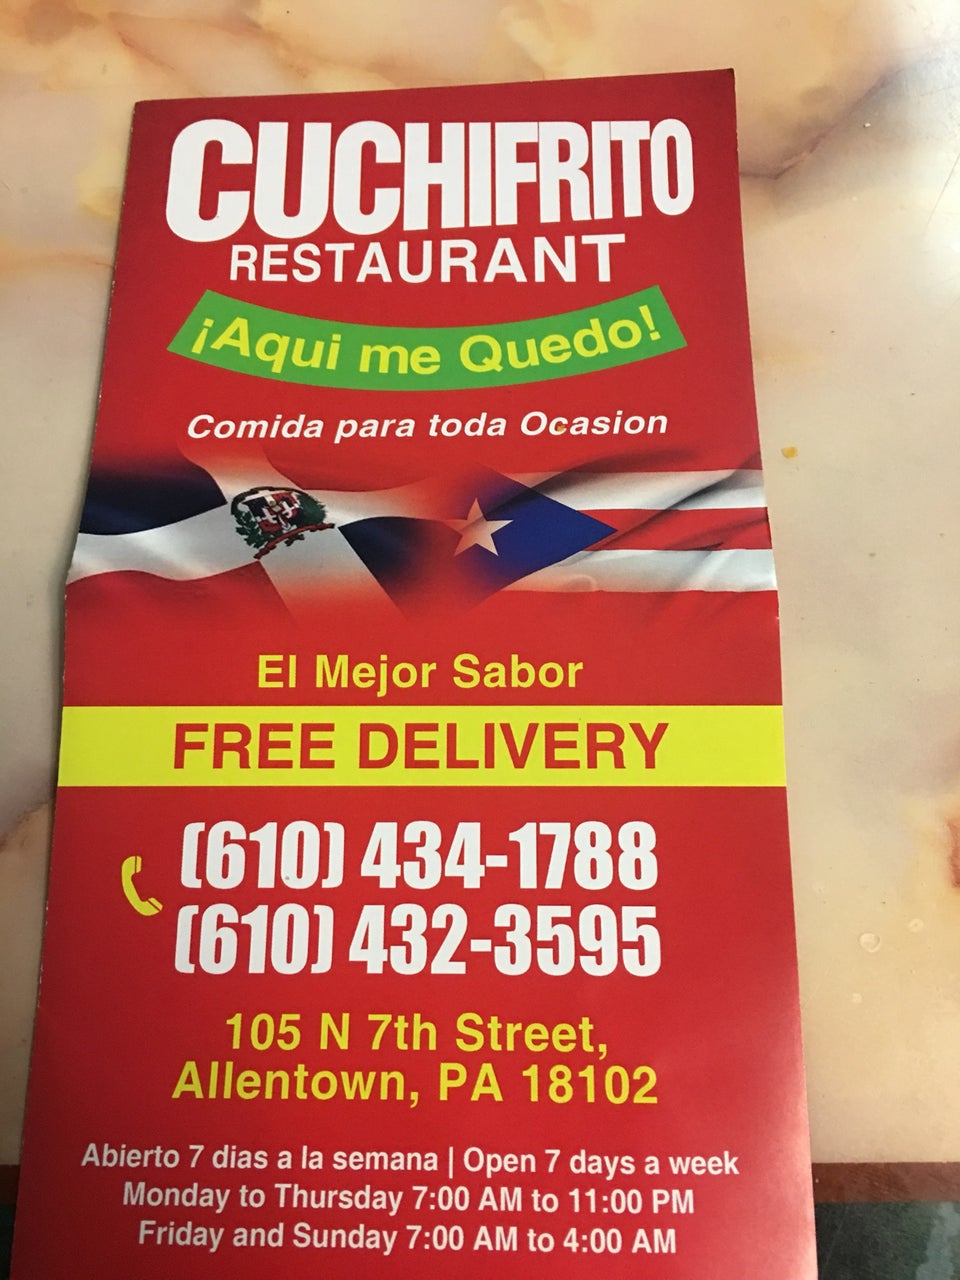 CUCHIFRITO
RESTAURANT
¡Aqui me Quedo!
Comida para toda Ocasion
El Mejor Sabor
FREE DELIVERY
(610) 434-1788
(610) 432-3595
105 N 7th Street,
Allentown, PA 18102
Abierto 7 dias a la semana | Open 7 days a week
Monday to Thursday 7:00 AM to 11:00 PM
Friday and Sunday 7:00 AM to 4:00 AM